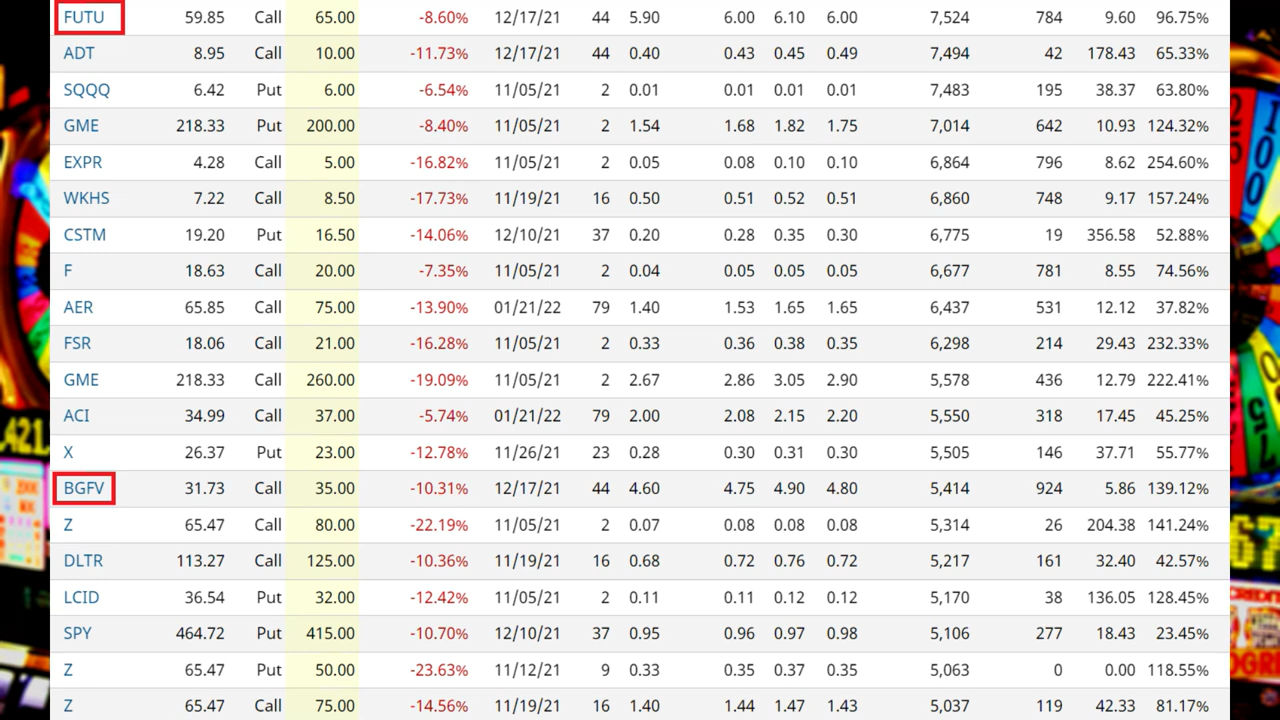 FUTU 59.85 Call 65.00 -8.60% 12/17/21 44 5.90 6.00 6.10 6.00 7,524 784 9.60 96.75%
ADT 8.95 Call 10.00 -11.73% 12/17/21 44 0.40 0.43 0.45 0.49 7,494 42 178.43 65.33%
SQQQ 6.42 Put 6.00 -6.54% 11/05/21 2 0.01 0.01 0.01 0.01 7,483 195 38.37 63.80%
GME 218.33 Put 200.00 -8.40% 11/05/21 2 1.54 1.68 1.82 1.75 7,014 642 10.93 124.32%
EXPR 4.28 Call 5.00 -16.82% 11/05/21 2 0.05 0.08 0.10 0.10 6,864 796 8.62 254.60%
WKHS 7.22 Call 8.50 -17.73% 11/19/21 16 0.50 0.51 0.52 0.51 6,860 748 9.17 157.24%
CSTM 19.20 Put 16.50 -14.06% 12/10/21 37 0.20 0.28 0.35 0.30 6,775 19 356.58 52.88%
F 18.63 Call 20.00 -7.35% 11/05/21 2 0.04 0.05 0.05 0.05 6,677 781 8.55 74.56%
AER 65.85 Call 75.00 -13.90% 01/21/22 79 1.40 1.53 1.65 1.65 6,437 531 12.12 37.82%
FSR 18.06 Call 21.00 -16.28% 11/05/21 2 0.33 0.36 0.38 0.35 6,298 214 29.43 232.33%
GME 218.33 Call 260.00 -19.09% 11/05/21 2 2.67 2.86 3.05 2.90 5,578 436 12.79 222.41%
ACI 34.99 Call 37.00 -5.74% 01/21/22 79 2.00 2.08 2.15 2.20 5,550 318 17.45 45.25%
X 26.37 Put 23.00 -12.78% 11/26/21 23 0.28 0.30 0.31 0.30 5,505 146 37.71 55.77%
BGFV 31.73 Call 35.00 -10.31% 12/17/21 44 4.60 4.75 4.90 4.80 5,414 924 5.86 139.12%
Z 65.47 Call 80.00 -22.19% 11/05/21 2 0.07 0.08 0.08 0.08 5,314 26 204.38 141.24%
DLTR 113.27 Call 125.00 -10.36% 11/19/21 16 0.68 0.72 0.76 0.72 5,217 161 32.40 42.57%
LCID 36.54 Put 32.00 -12.42% 11/05/21 2 0.11 0.11 0.12 0.12 5,170 38 136.05 128.45%
SPY 464.72 Put 415.00 -10.70% 12/10/21 37 0.95 0.96 0.97 0.98 5,106 277 18.43 23.45%
Z 65.47 Put 50.00 -23.63% 11/12/21 9 0.33 0.35 0.37 0.35 5,063 0 0.00 118.55%
Z 65.47 Call 75.00 -14.56% 11/19/21 16 1.40 1.44 1.47 1.43 5,037 119 42.33 81.17%